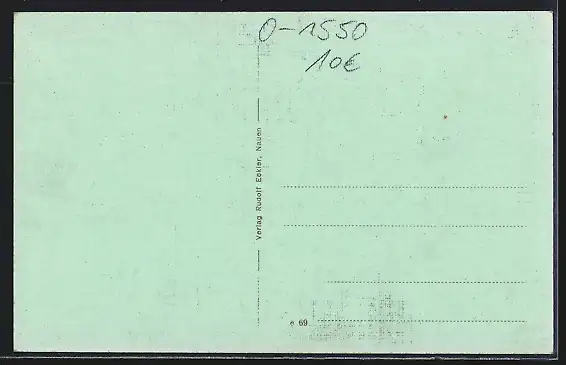 0-1550
10€
Verlag Rudolf Eckler, Nauen
e 69